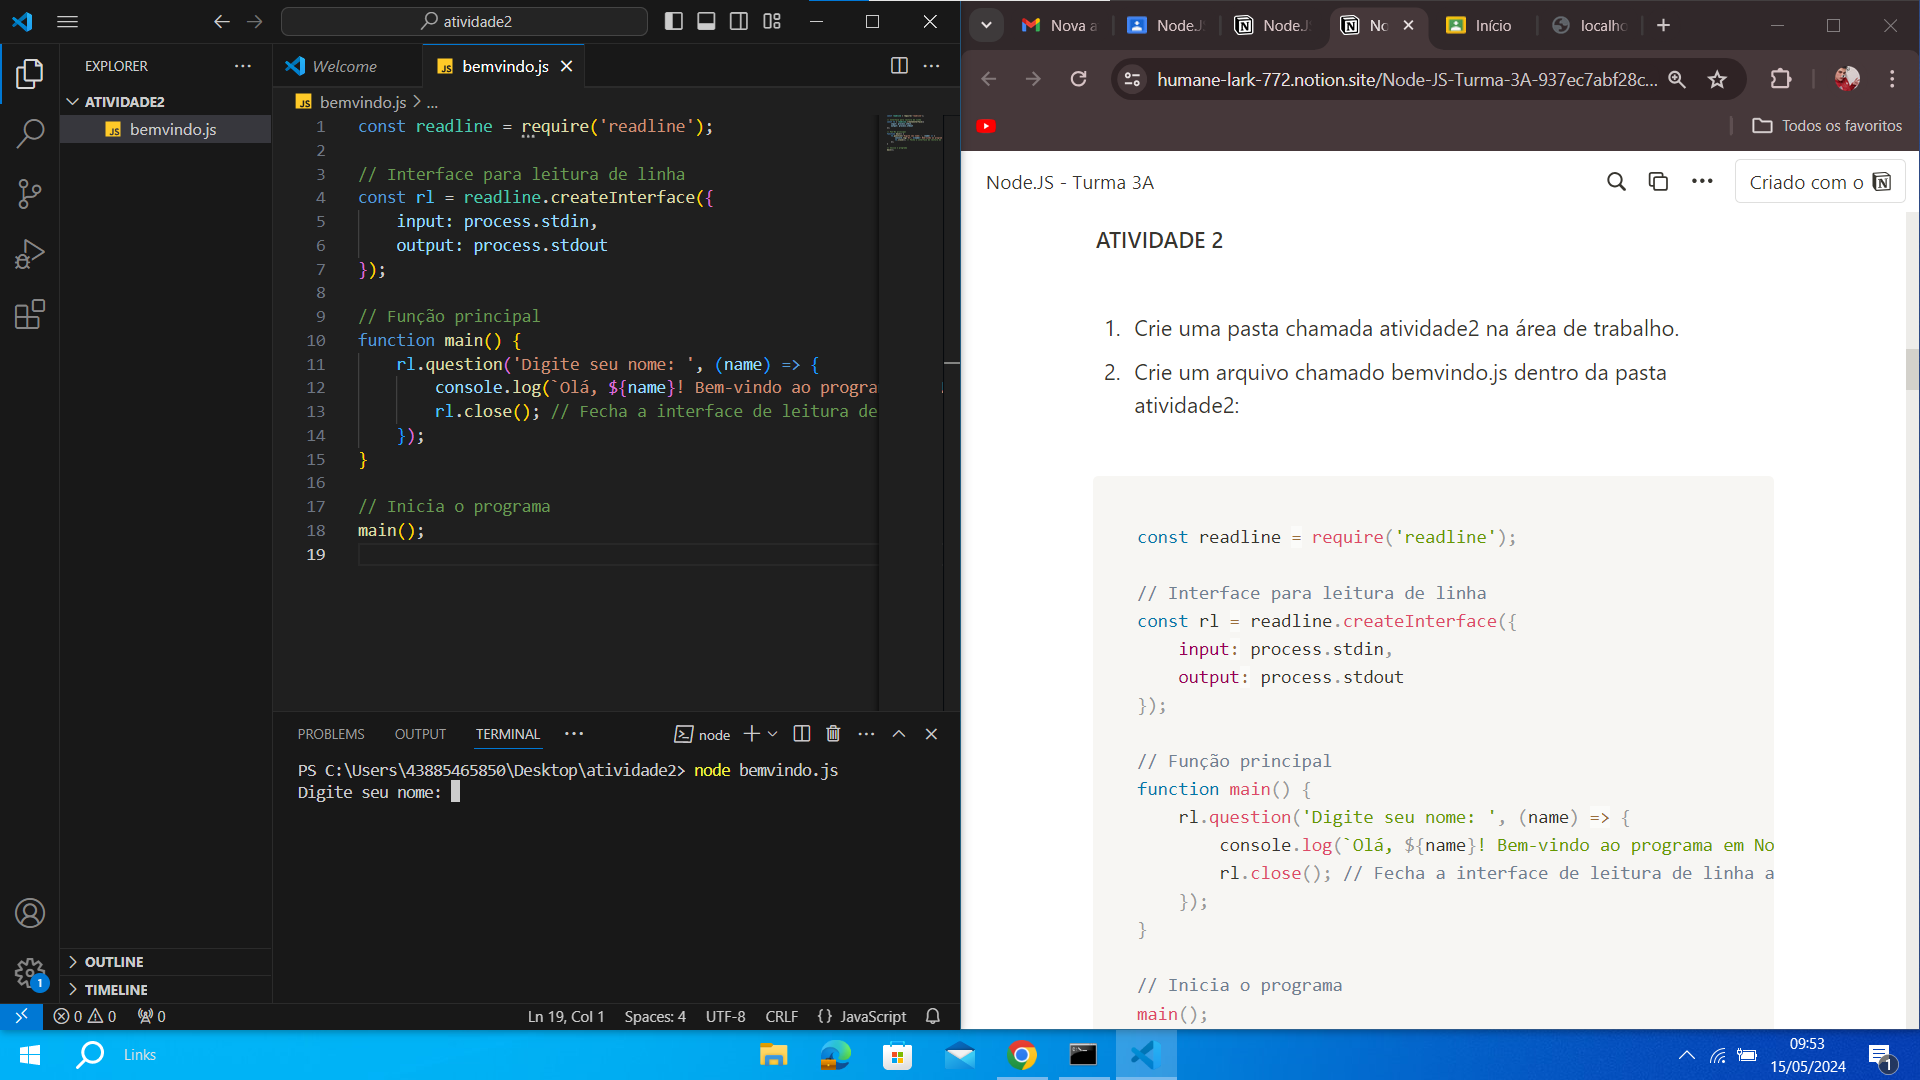 atividade2
EXPLORER
ATIVIDADE2
JS bemvindo.js
OUTLINE
TIMELINE
Welcome
JS bemvindo.js
JS bemvindo.js > ...
1 const readline = require('readline');
2
3 // Interface para leitura de linha
4 const rl = readline.createInterface({
5 input: process.stdin,
6 output: process.stdout
7 });
8
9 // Função principal
10 function main() {
11 rl.question('Digite seu nome: ', (name) => {
12 console.log(`Olá, ${name}! Bem-vindo ao progra
13 rl.close(); // Fecha a interface de leitura de
14 });
15 }
16
17 // Inicia o programa
18 main();
19
PROBLEMS OUTPUT TERMINAL ... node
PS C:\Users\43885465850\Desktop\atividade2> node bemvindo.js
Digite seu nome:
1
0 0 0 Ln 19, Col 1 Spaces: 4 UTF-8 CRLF {} JavaScript
Nova a Node.J Node.J No Início localho
humane-lark-772.notion.site/Node-JS-Turma-3A-937ec7abf28c...
Todos os favoritos
Node.JS - Turma 3A
Criado com o N
ATIVIDADE 2
1. Crie uma pasta chamada atividade2 na área de trabalho.
2. Crie um arquivo chamado bemvindo.js dentro da pasta
atividade2:
const readline = require('readline');
// Interface para leitura de linha
const rl = readline.createInterface({
input: process.stdin,
output: process.stdout
});
// Função principal
function main() {
rl.question('Digite seu nome: ', (name) => {
console.log(`Olá, ${name}! Bem-vindo ao programa em No
rl.close(); // Fecha a interface de leitura de linha a
});
}
// Inicia o programa
main();
Links
09:53
15/05/2024
1